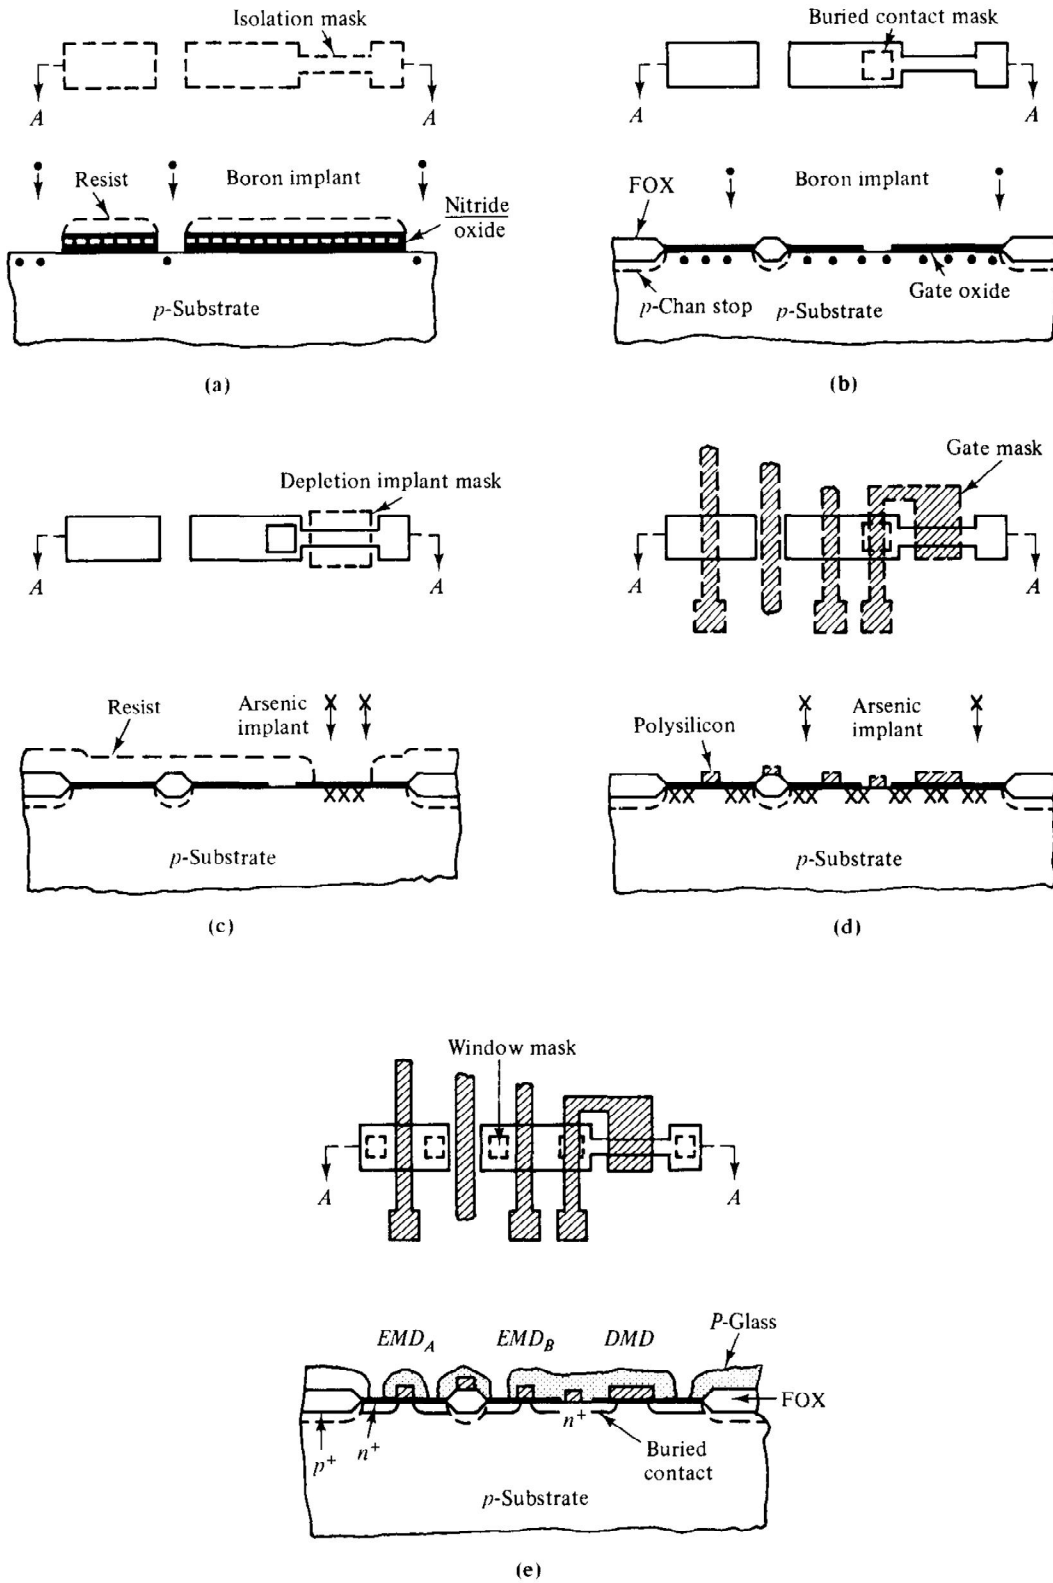 Isolation mask
A
A
Resist
Boron implant
Nitride
oxide
p-Substrate
(a)
Buried contact mask
A
A
FOX
Boron implant
p-Chan stop
p-Substrate
Gate oxide
(b)
Depletion implant mask
A
A
Resist
Arsenic
implant
p-Substrate
(c)
Gate mask
A
A
Polysilicon
Arsenic
implant
p-Substrate
(d)
Window mask
A
A
EMD_A
EMD_B
DMD
P-Glass
FOX
p+
n+
n+
Buried
contact
p-Substrate
(e)